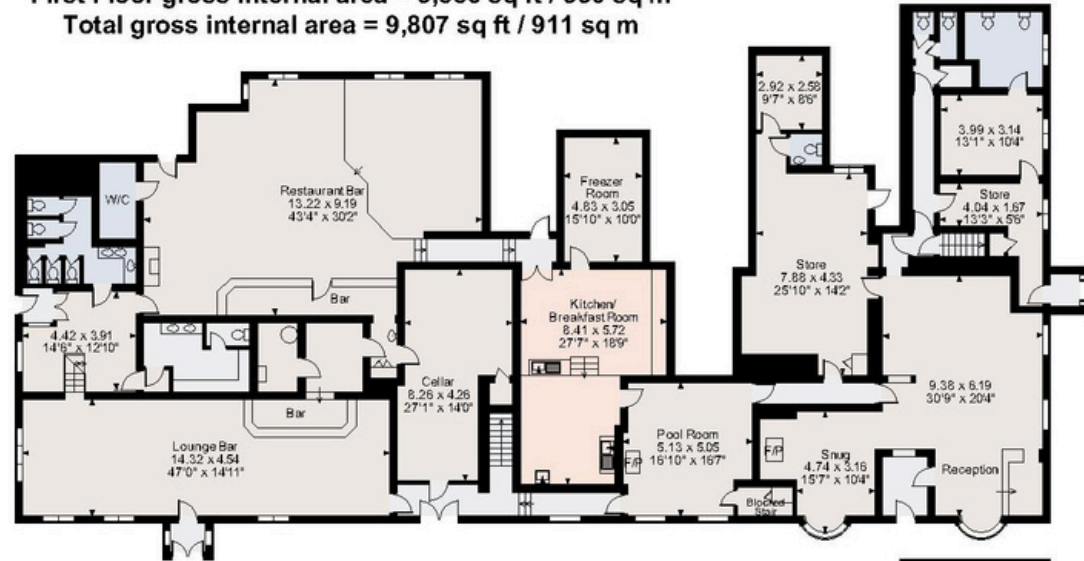 Total gross internal area = 9,807 sq ft / 911 sq m
2.92 x 2.58
9'7" x 8'6"
3.99 x 3.14
13'1" x 10'4"
Store
4.04 x 1.67
13'3" x 5'6"
W/C
Restaurant Bar
13.22 x 9.19
43'4" x 30'2"
Freezer
Room
4.83 x 3.05
15'10" x 10'0"
Store
7.88 x 4.33
25'10" x 14'2"
Bar
Kitchen/
Breakfast Room
8.41 x 5.72
27'7" x 18'9"
4.42 x 3.91
14'6" x 12'10"
Cellar
8.26 x 4.26
27'1" x 14'0"
9.38 x 6.19
30'9" x 20'4"
Bar
Lounge Bar
14.32 x 4.54
47'0" x 14'11"
Pool Room
5.13 x 5.05
16'10" x 16'7"
F/P
F/P
Snug
4.74 x 3.16
15'7" x 10'4"
Reception
Blocked
Stair